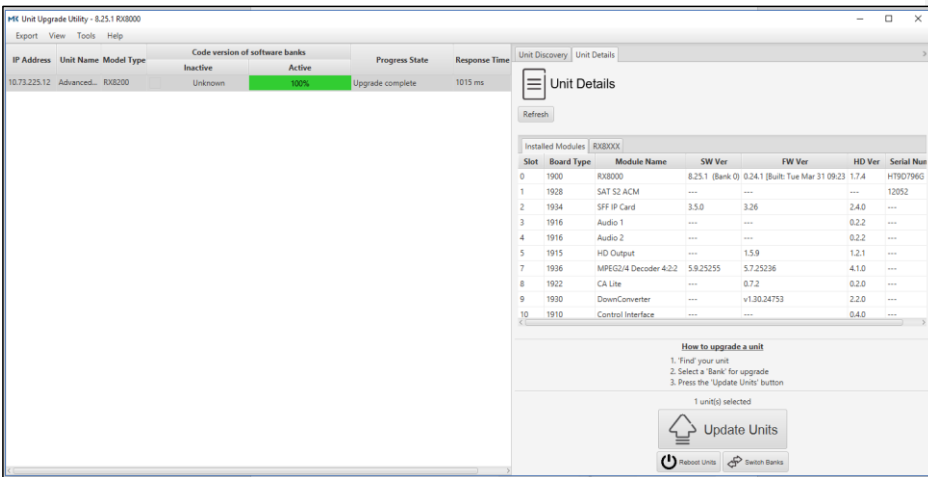 MK Unit Upgrade Utility - 8.25.1 RX8000
Export View Tools Help
IP Address Unit Name Model Type Code version of software banks Progress State Response Time
Inactive Active
10.73.225.12 Advanced... RX8200 Unknown 100% Upgrade complete 1015 ms
Unit Discovery Unit Details
Unit Details
Refresh
Installed Modules RX8XXX
Slot Board Type Module Name SW Ver FW Ver HD Ver Serial Num
0 1900 RX8000 8.25.1 (Bank 0) 0.24.1 [Built: Tue Mar 31 09:23 1.7.4 HT9D796G
1 1928 SAT S2 ACM --- --- --- 12052
2 1934 SFF IP Card 3.5.0 3.26 2.4.0 ---
3 1916 Audio 1 --- --- 0.2.2 ---
4 1916 Audio 2 --- --- 0.2.2 ---
5 1915 HD Output --- 1.5.9 1.2.1 ---
7 1936 MPEG2/4 Decoder 4:2:2 5.9.25255 5.7.25236 4.1.0 ---
8 1922 CA Lite --- 0.7.2 0.2.0 ---
9 1930 DownConverter --- v1.30.24753 2.2.0 ---
10 1910 Control Interface --- --- 0.4.0 ---
How to upgrade a unit
1. 'Find' your unit
2. Select a 'Bank' for upgrade
3. Press the 'Update Units' button
1 unit(s) selected
Update Units
Reboot Units Switch Banks